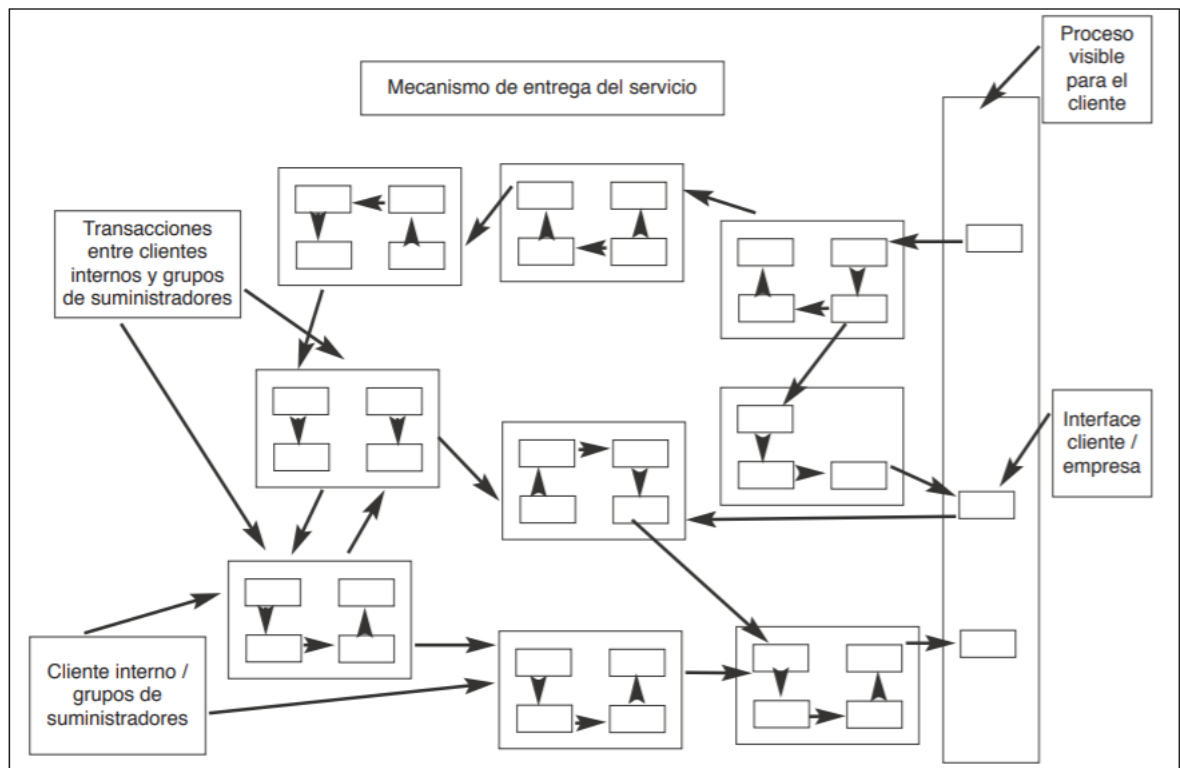 Mecanismo de entrega del servicio
Proceso
visible
para el
cliente
Transacciones
entre clientes
internos y grupos
de suministradores
Interface
cliente /
empresa
Cliente interno /
grupos de
suministradores